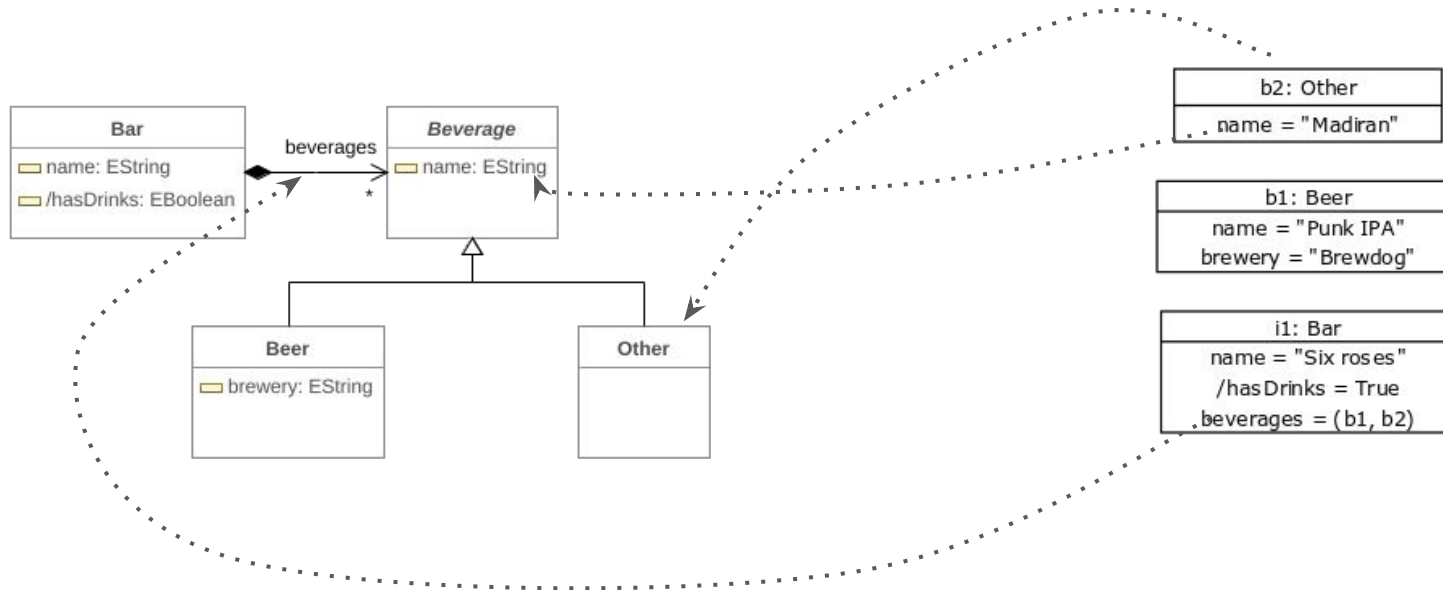 Bar
name: EString
/hasDrinks: EBoolean
beverages
*
Beverage
name: EString
Beer
brewery: EString
Other
b2: Other
name = "Madiran"
b1: Beer
name = "Punk IPA"
brewery = "Brewdog"
i1: Bar
name = "Six roses"
/hasDrinks = True
beverages = (b1, b2)